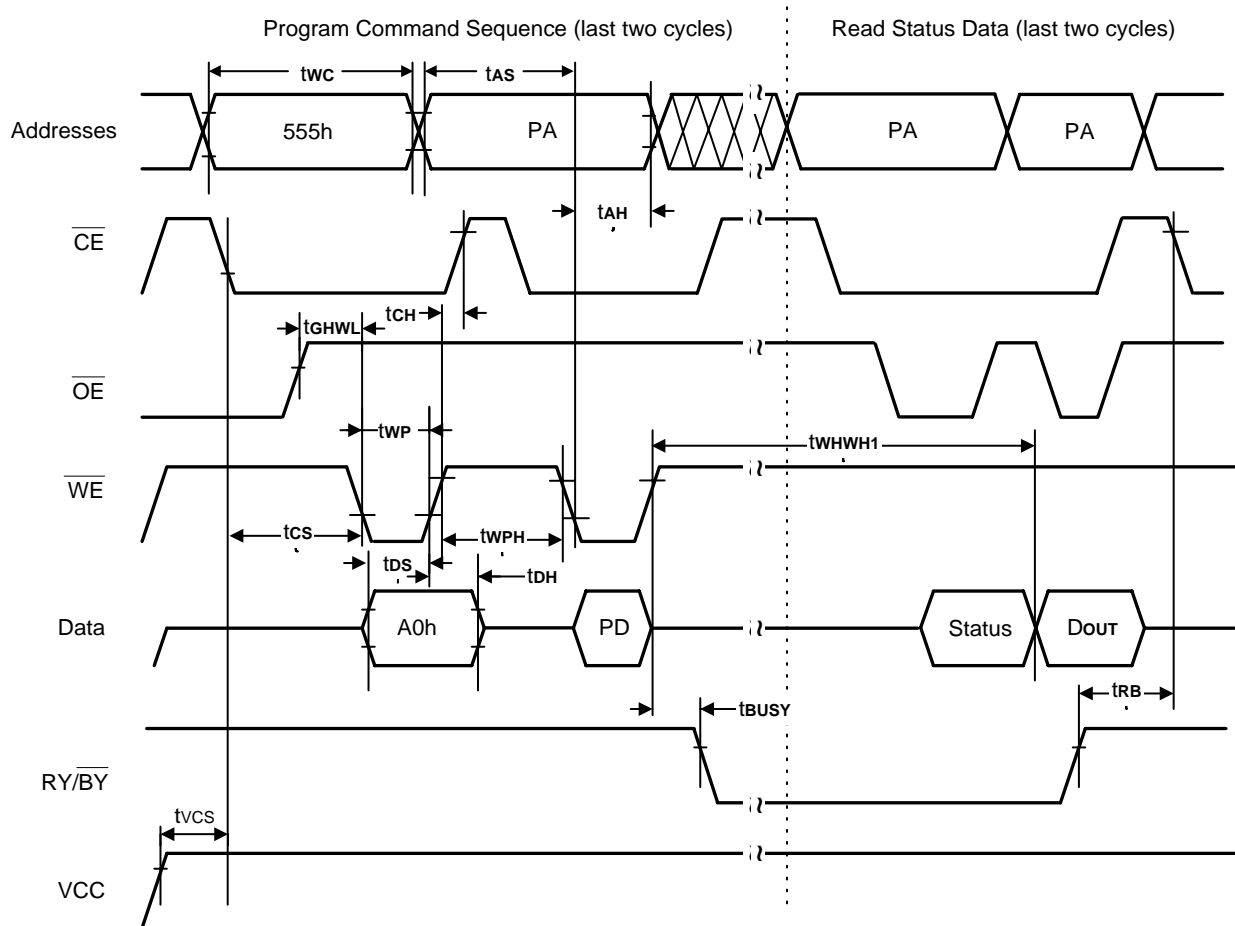 Program Command Sequence (last two cycles) Read Status Data (last two cycles)
tWC tAS
Addresses 555h PA PA PA
tAH
CE
tCH
tGHWL
OE
tWP
tWHWH1
WE
tCS tWPH
tDS tDH
Data A0h PD Status DOUT
tBUSY tRB
RY/BY
tVCS
VCC